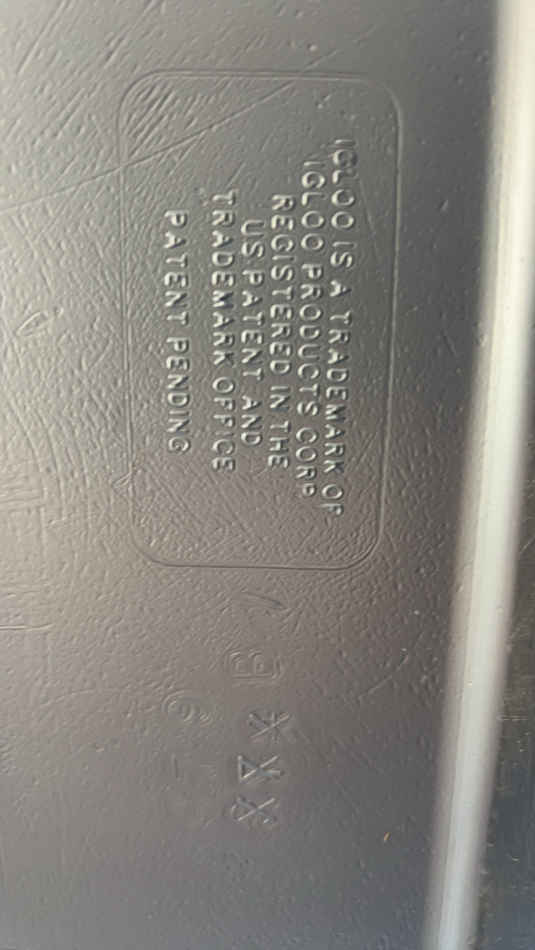 IGLOO IS A TRADEMARK OF
IGLOO PRODUCTS CORP
REGISTERED IN THE
US PATENT AND
TRADEMARK OFFICE
PATENT PENDING
B